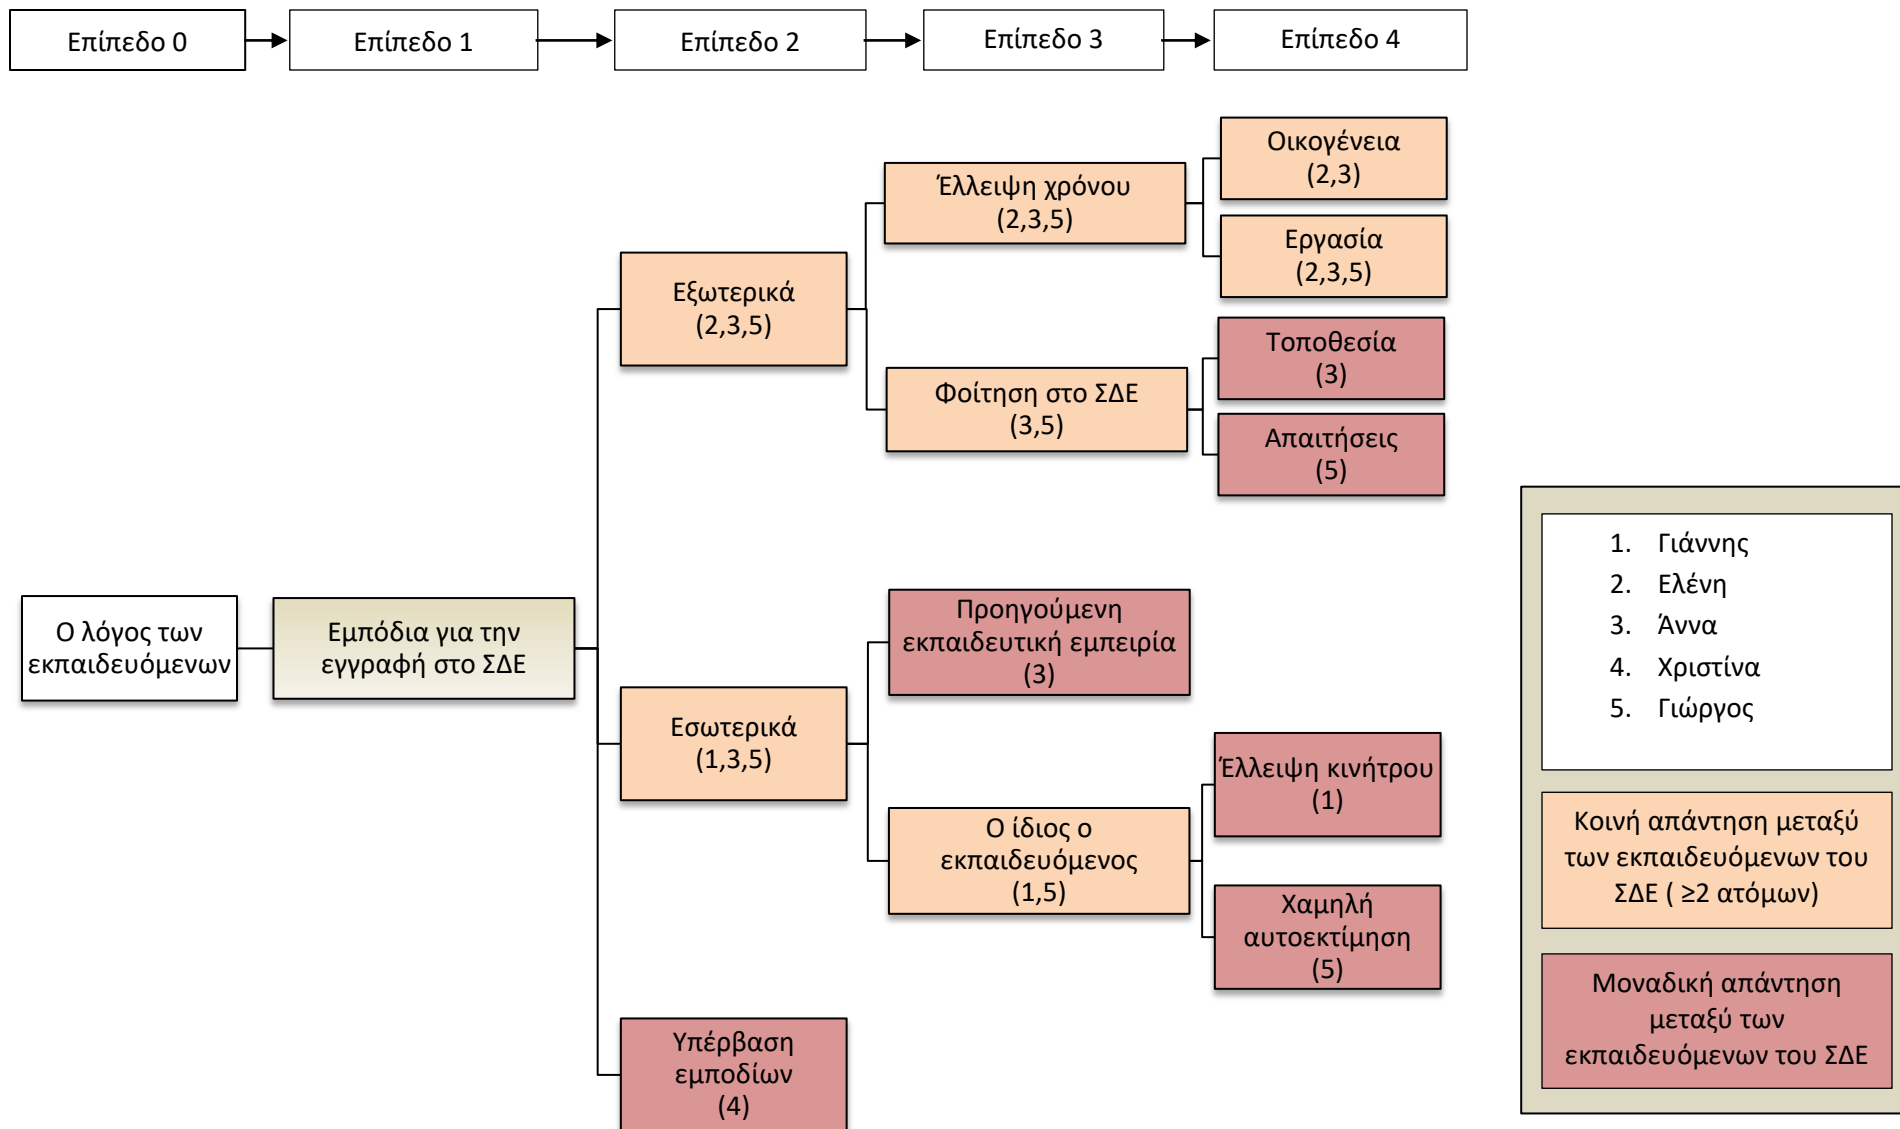 Επίπεδο 0
Επίπεδο 1
Επίπεδο 2
Επίπεδο 3
Επίπεδο 4
Ο λόγος των
εκπαιδευόμενων
Εμπόδια για την
εγγραφή στο ΣΔΕ
Εξωτερικά
(2,3,5)
Έλλειψη χρόνου
(2,3,5)
Οικογένεια
(2,3)
Εργασία
(2,3,5)
Φοίτηση στο ΣΔΕ
(3,5)
Τοποθεσία
(3)
Απαιτήσεις
(5)
Εσωτερικά
(1,3,5)
Προηγούμενη
εκπαιδευτική εμπειρία
(3)
Ο ίδιος ο
εκπαιδευόμενος
(1,5)
Έλλειψη κινήτρου
(1)
Χαμηλή
αυτοεκτίμηση
(5)
Υπέρβαση
εμποδίων
(4)
1. Γιάννης
2. Ελένη
3. Άννα
4. Χριστίνα
5. Γιώργος
Κοινή απάντηση μεταξύ
των εκπαιδευόμενων του
ΣΔΕ ( ≥2 ατόμων)
Μοναδική απάντηση
μεταξύ των
εκπαιδευόμενων του ΣΔΕ